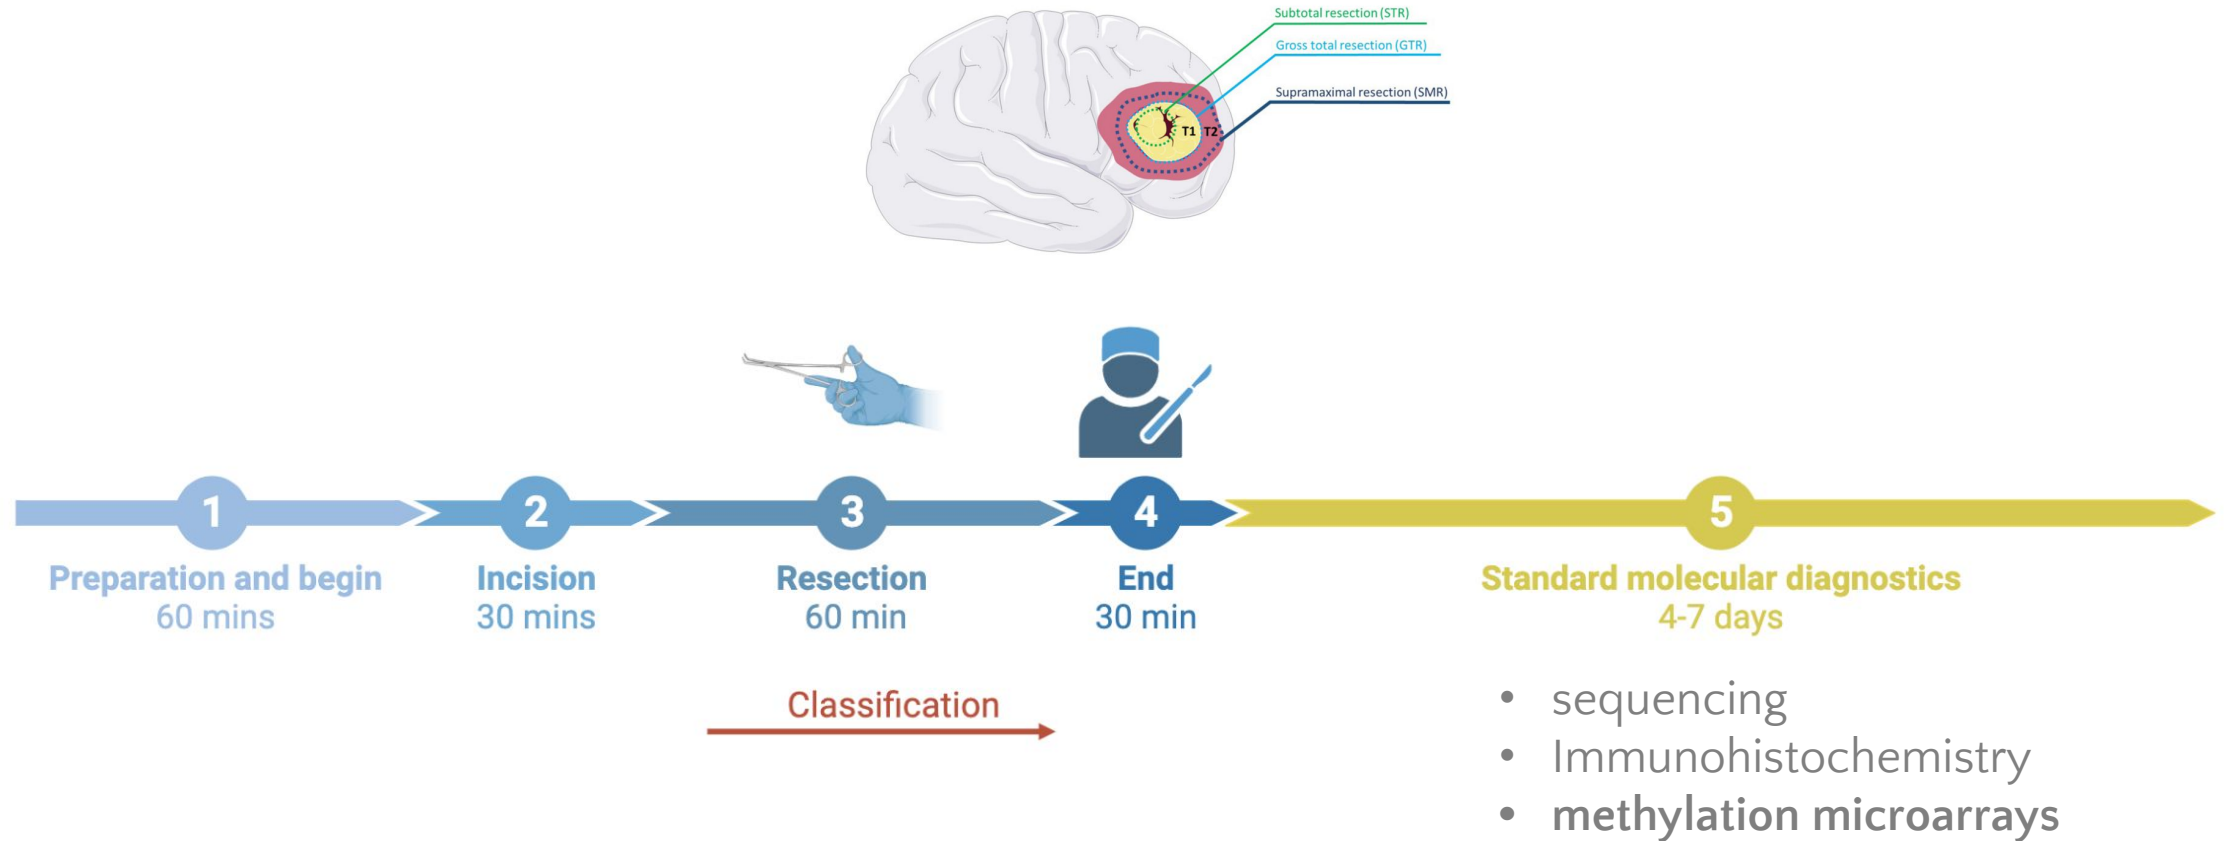 Subtotal resection (STR)
Gross total resection (GTR)
Supramaximal resection (SMR)
T1 T2
1 2 3 4 5
Preparation and begin
60 mins
Incision
30 mins
Resection
60 min
End
30 min
Standard molecular diagnostics
4-7 days
Classification
• sequencing
• Immunohistochemistry
• methylation microarrays